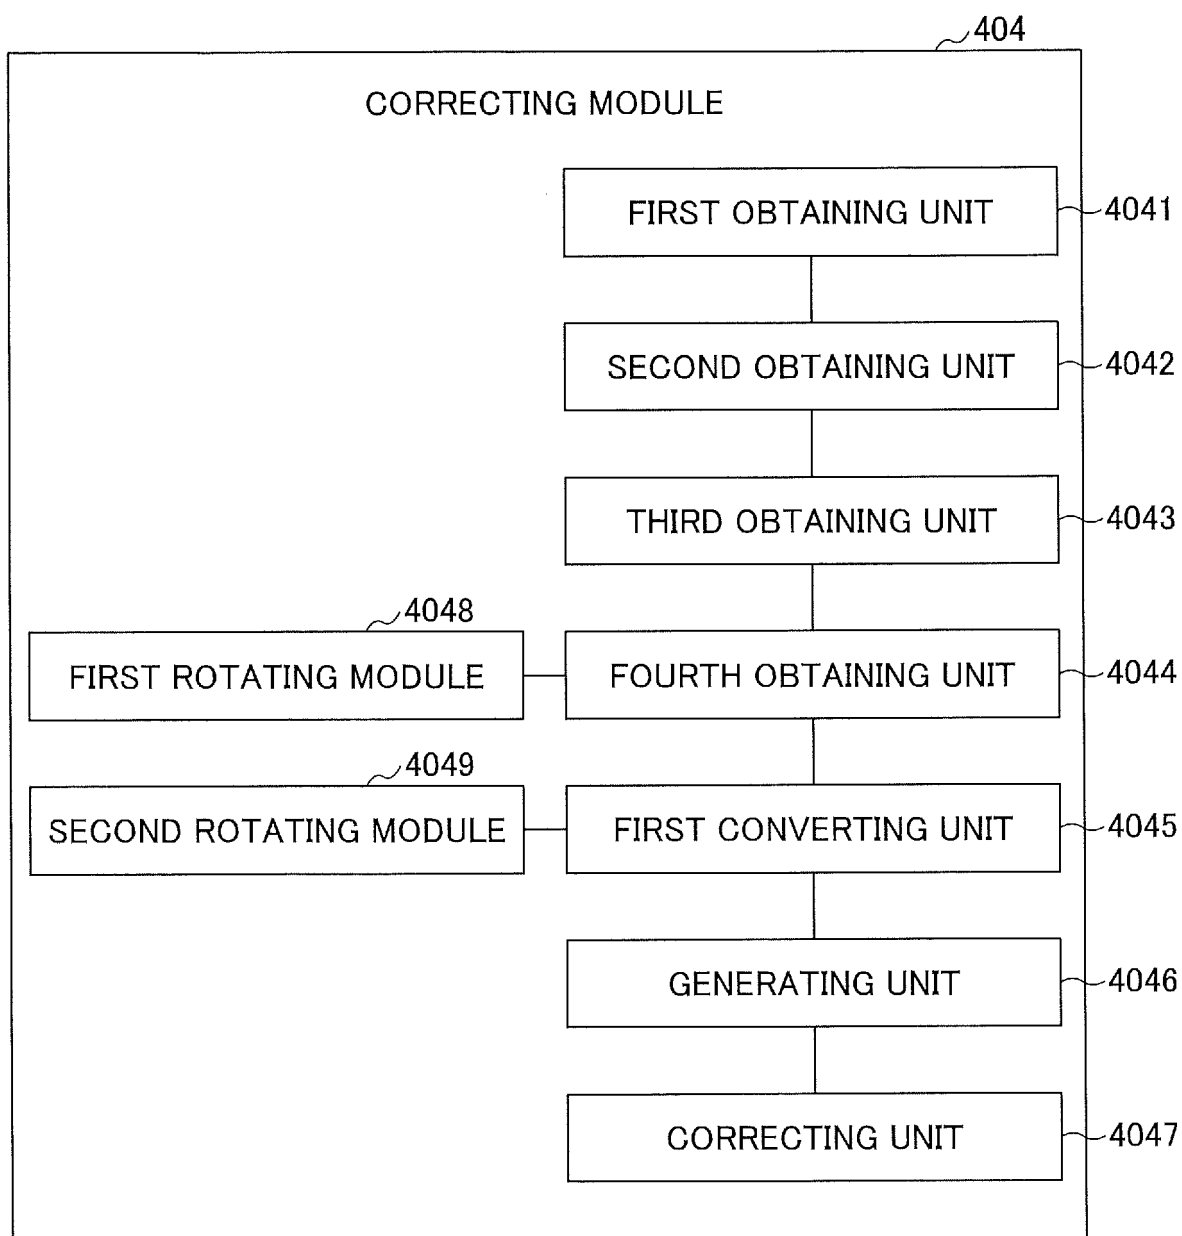 404
CORRECTING MODULE
FIRST OBTAINING UNIT
4041
SECOND OBTAINING UNIT
4042
THIRD OBTAINING UNIT
4043
4048
FIRST ROTATING MODULE
FOURTH OBTAINING UNIT
4044
4049
SECOND ROTATING MODULE
FIRST CONVERTING UNIT
4045
GENERATING UNIT
4046
CORRECTING UNIT
4047